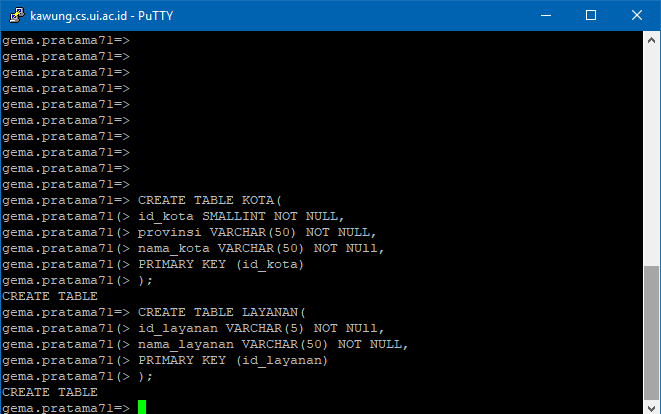 kawung.cs.ui.ac.id - PuTTY
gema.pratama71=>
gema.pratama71=>
gema.pratama71=>
gema.pratama71=>
gema.pratama71=>
gema.pratama71=>
gema.pratama71=>
gema.pratama71=>
gema.pratama71=>
gema.pratama71=>
gema.pratama71=> CREATE TABLE KOTA(
gema.pratama71(> id_kota SMALLINT NOT NULL,
gema.pratama71(> provinsi VARCHAR(50) NOT NULL,
gema.pratama71(> nama_kota VARCHAR(50) NOT NUll,
gema.pratama71(> PRIMARY KEY (id_kota)
gema.pratama71(> );
CREATE TABLE
gema.pratama71=> CREATE TABLE LAYANAN(
gema.pratama71(> id_layanan VARCHAR(5) NOT NUll,
gema.pratama71(> nama_layanan VARCHAR(50) NOT NULL,
gema.pratama71(> PRIMARY KEY (id_layanan)
gema.pratama71(> );
CREATE TABLE
gema.pratama71=>